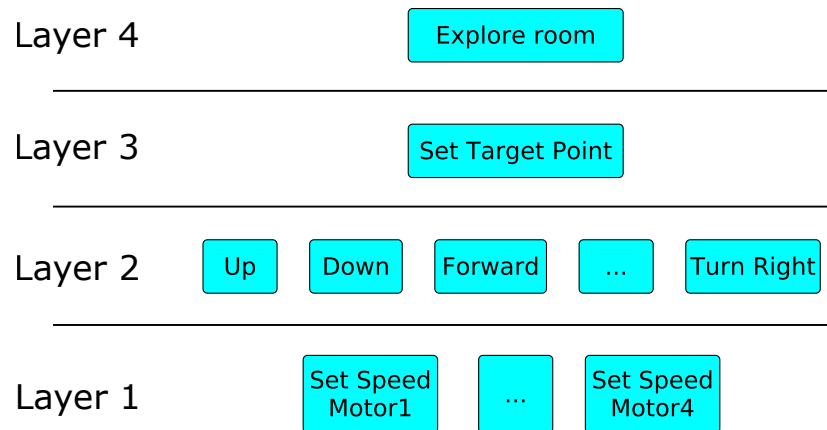 Layer 4
Explore room
Layer 3
Set Target Point
Layer 2
Up
Down
Forward
...
Turn Right
Layer 1
Set Speed
Motor1
...
Set Speed
Motor4